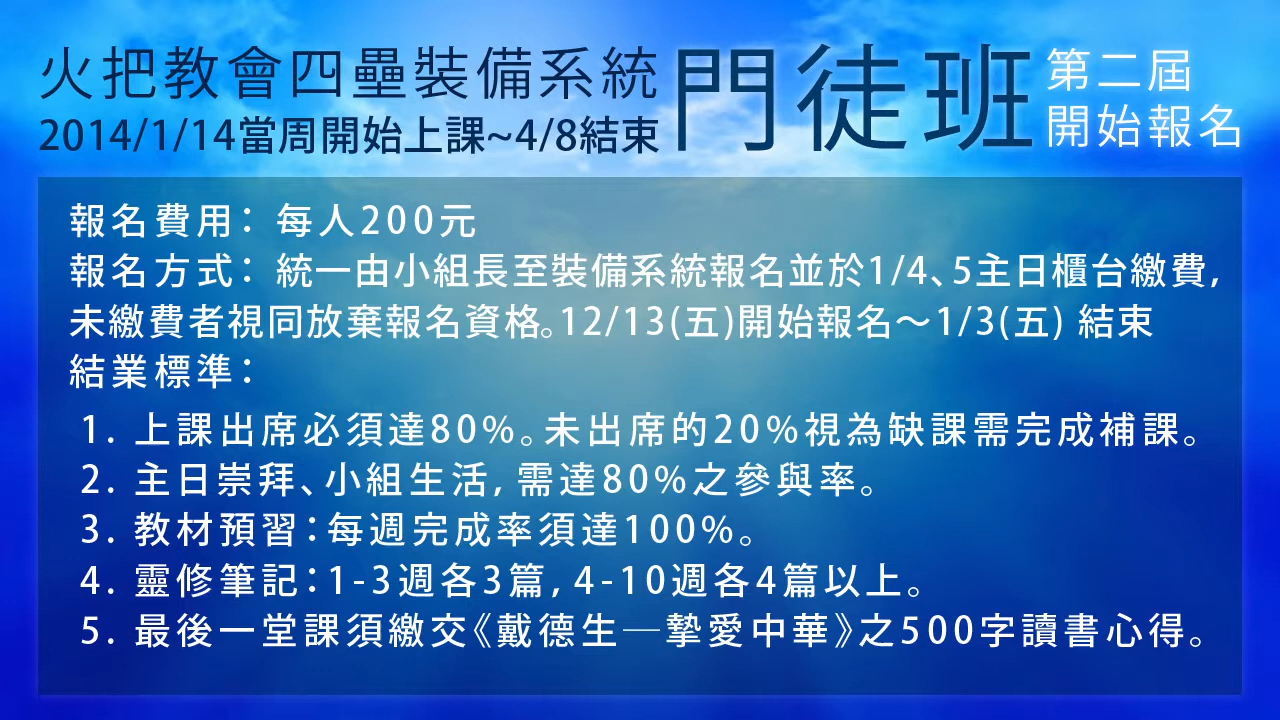 火把教會四壘裝備系統
2014/1/14當周開始上課~4/8結束
門徒班
第二屆
開始報名
報名費用：每人200元
報名方式：統一由小組長至裝備系統報名並於1/4、5主日櫃台繳費,
未繳費者視同放棄報名資格。12/13(五)開始報名～1/3(五) 結束
結業標準：
1. 上課出席必須達80%。未出席的20%視為缺課需完成補課。
2. 主日崇拜、小組生活, 需達80%之參與率。
3. 教材預習：每週完成率須達100%。
4. 靈修筆記：1-3週各3篇, 4-10週各4篇以上。
5. 最後一堂課須繳交《戴德生—摯愛中華》之500字讀書心得。